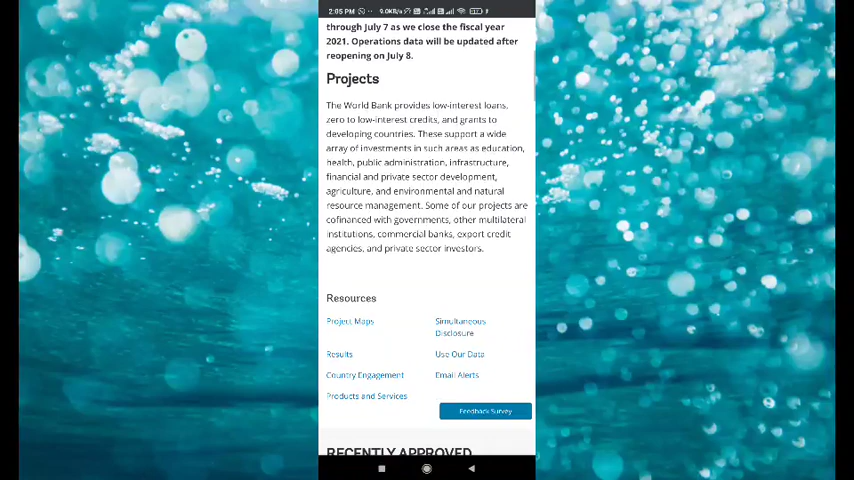 2:05 PM 9.0KB/s
through July 7 as we close the fiscal year
2021. Operations data will be updated after
reopening on July 8.
Projects
The World Bank provides low-interest loans,
zero to low-interest credits, and grants to
developing countries. These support a wide
array of investments in such areas as education,
health, public administration, infrastructure,
financial and private sector development,
agriculture, and environmental and natural
resource management. Some of our projects are
cofinanced with governments, other multilateral
institutions, commercial banks, export credit
agencies, and private sector investors.
Resources
Project Maps
Simultaneous
Disclosure
Results
Use Our Data
Country Engagement
Email Alerts
Products and Services
Feedback Survey
RECENTLY APPROVED